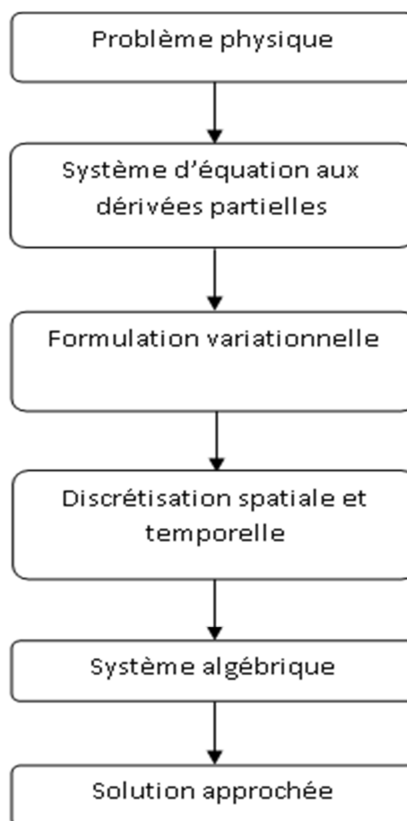 Problème physique
Système d'équation aux
dérivées partielles
Formulation variationnelle
Discrétisation spatiale et
temporelle
Système algébrique
Solution approchée